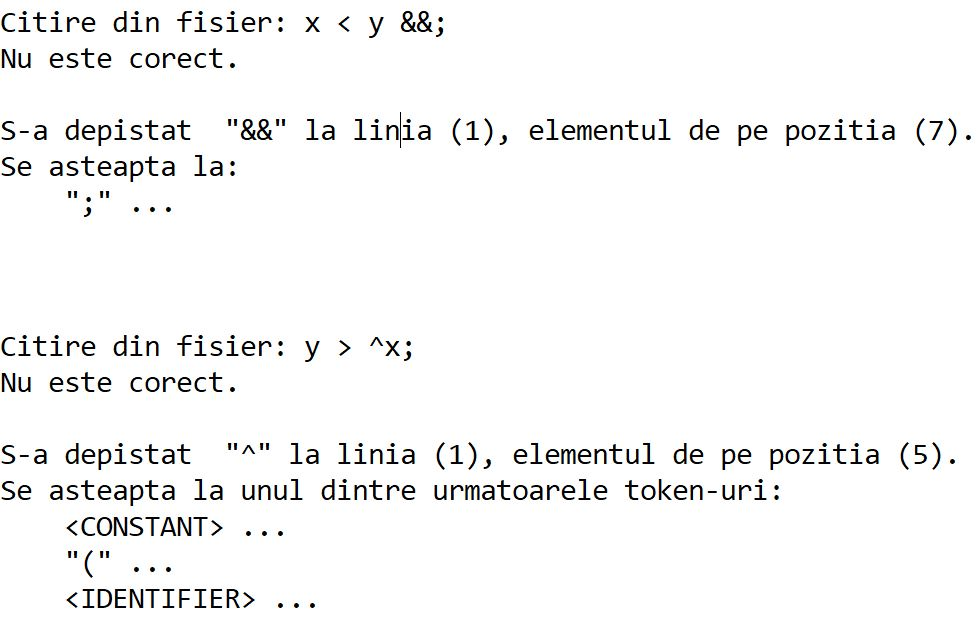 Citire din fisier: x < y &&;
Nu este corect.
S-a depistat  "&&" la linia (1), elementul de pe pozitia (7).
Se asteapta la:
    ";" ...
Citire din fisier: y > ^x;
Nu este corect.
S-a depistat  "^" la linia (1), elementul de pe pozitia (5).
Se asteapta la unul dintre urmatoarele token-uri:
    <CONSTANT> ...
    "(" ...
    <IDENTIFIER> ...